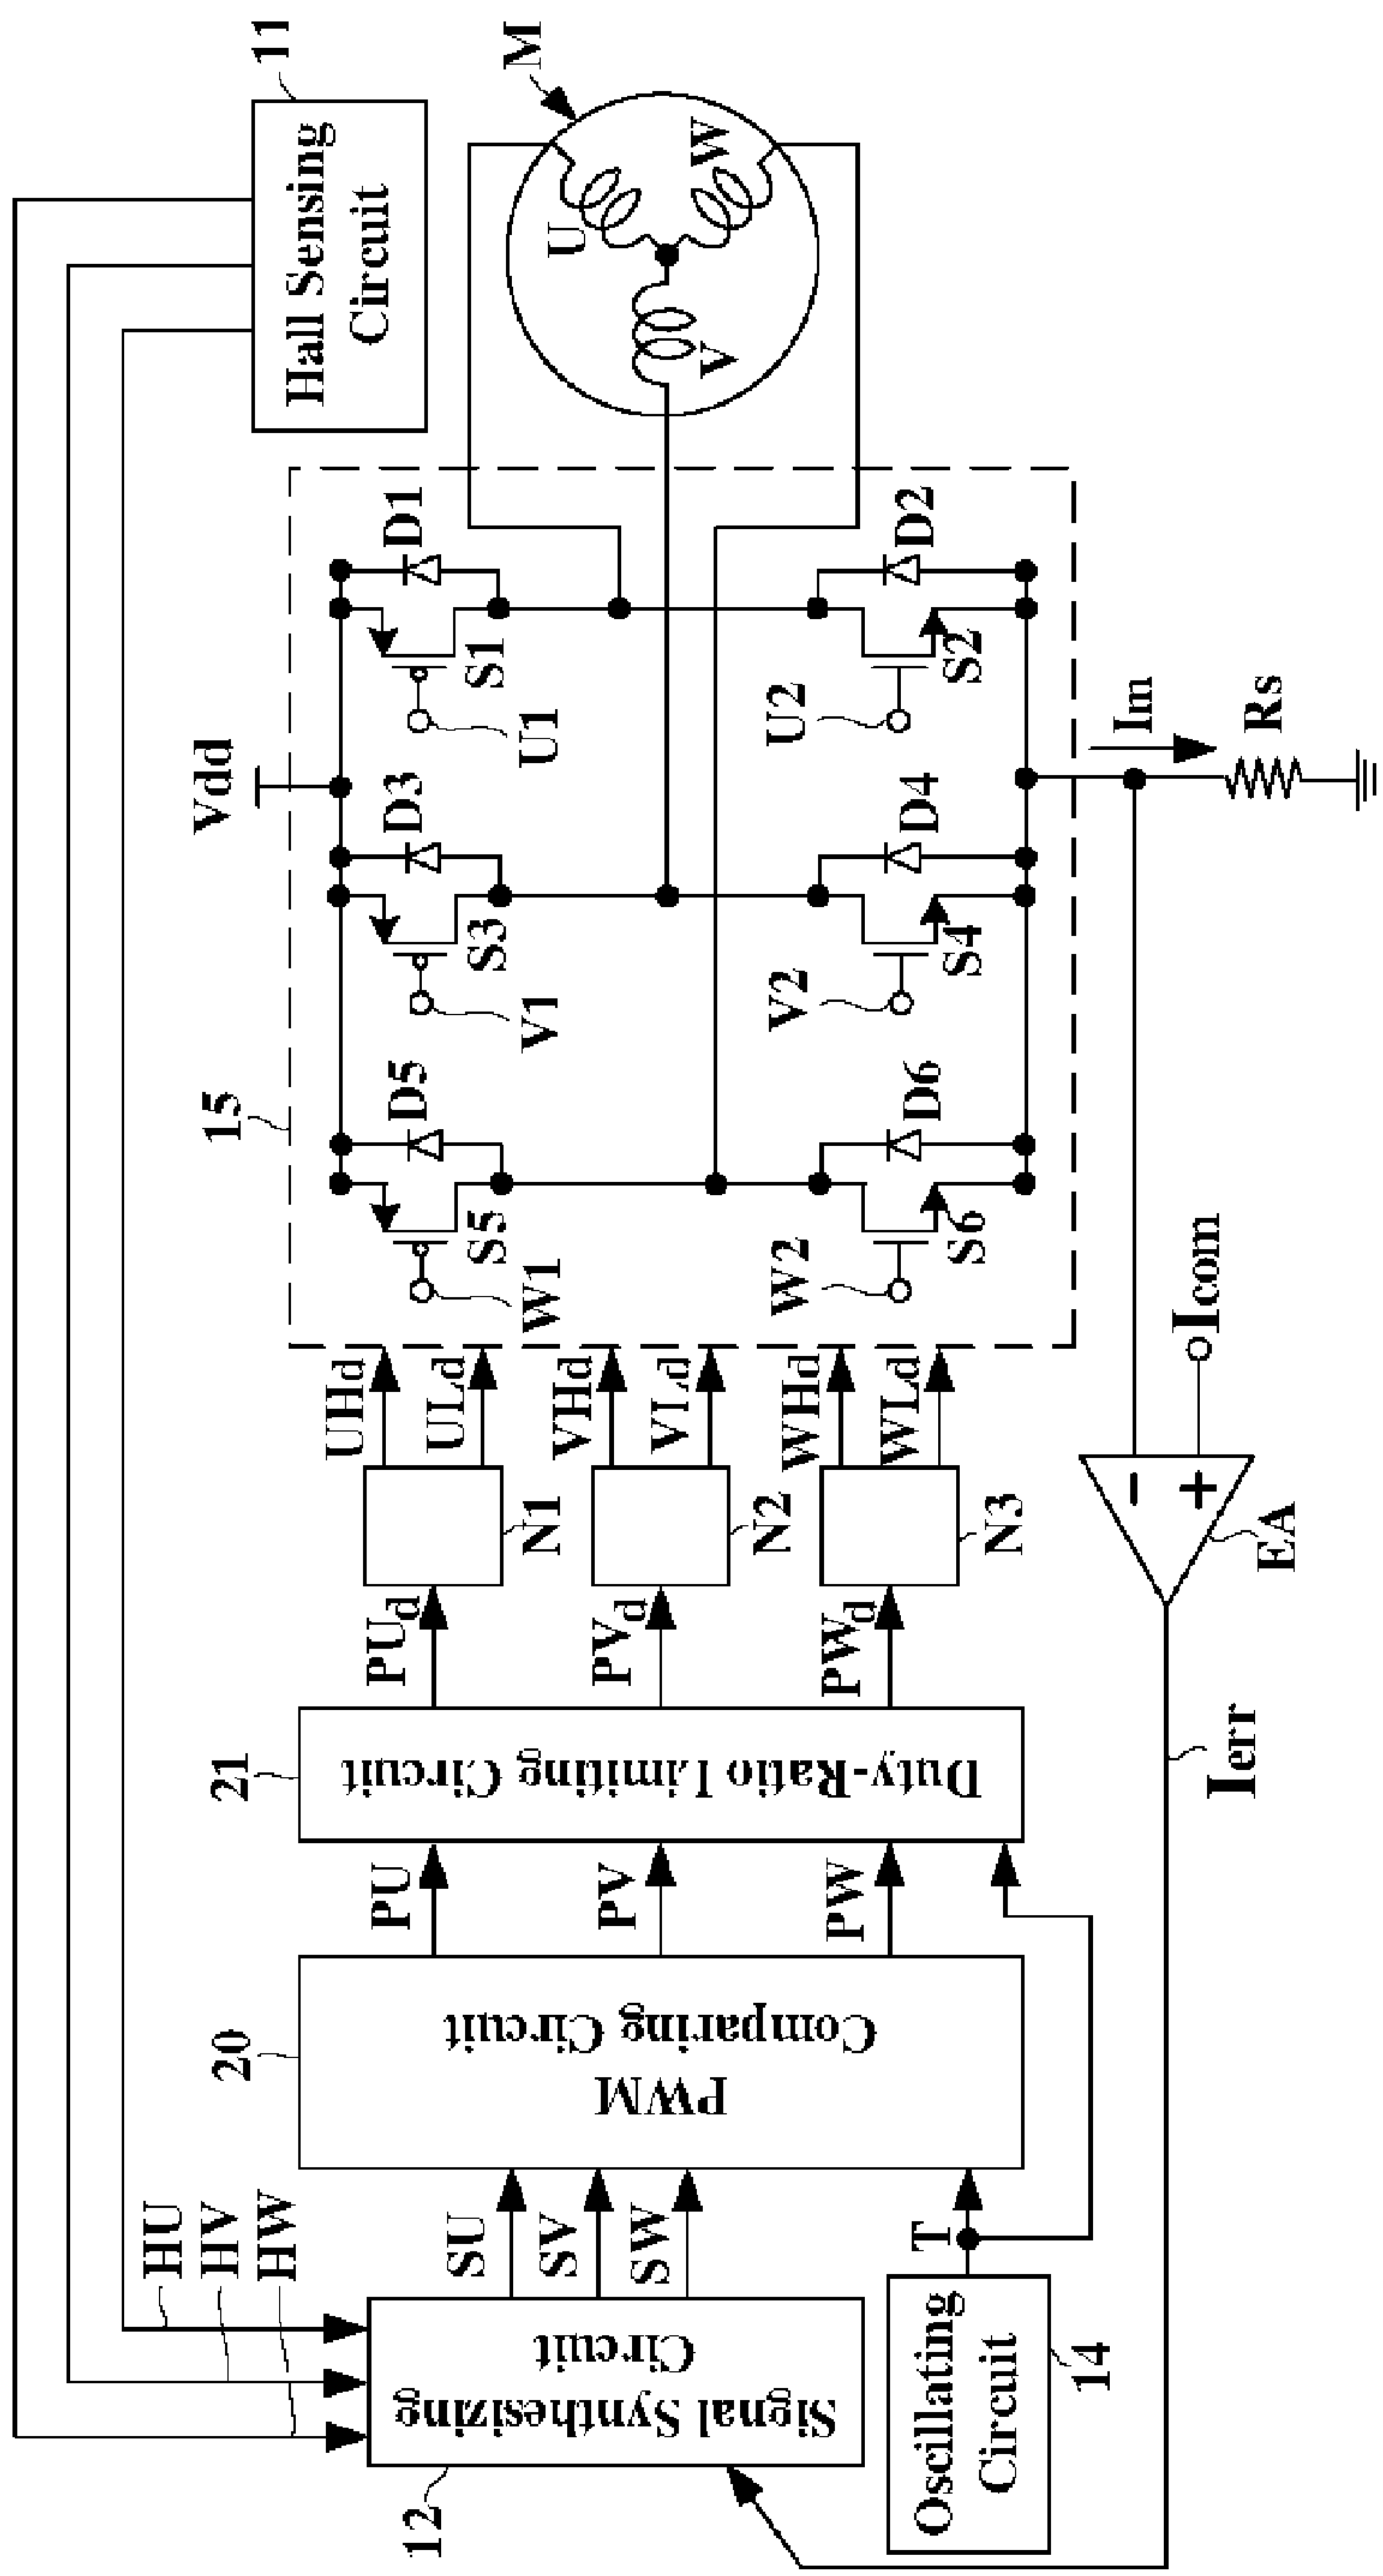 HU
HV
HW
12
Signal Synthesizing
Circuit
SU
SV
SW
Oscillating
Circuit
14
T
20
PWM
Comparing Circuit
PU
PV
PW
21
Duty-Ratio Limiting Circuit
PUd
PVd
PWd
N1
N2
N3
UHd
ULd
VHd
VLd
WHd
WLd
15
Vdd
W1
S5
D5
V1
S3
D3
U1
S1
D1
W2
S6
D6
V2
S4
D4
U2
S2
D2
11
Hall Sensing
Circuit
M
U
V
W
Im
Rs
Icom
-
+
EA
Ierr